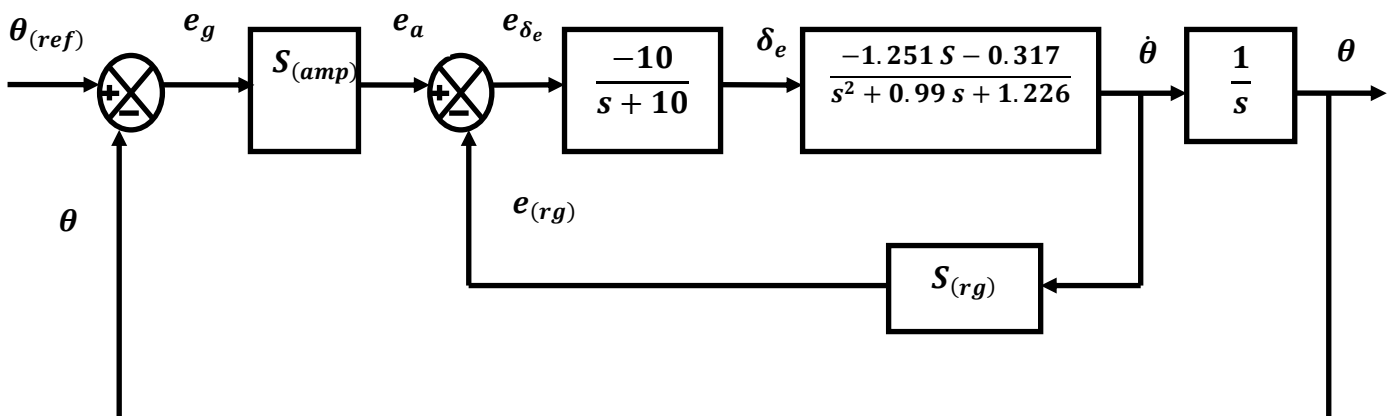 θ(ref)
e_g
S(amp)
e_a
e_δ_e
-10
s + 10
δ_e
-1.251 S - 0.317
s² + 0.99 s + 1.226
θ̇
1
s
θ
+
−
+
−
θ
e(rg)
S(rg)